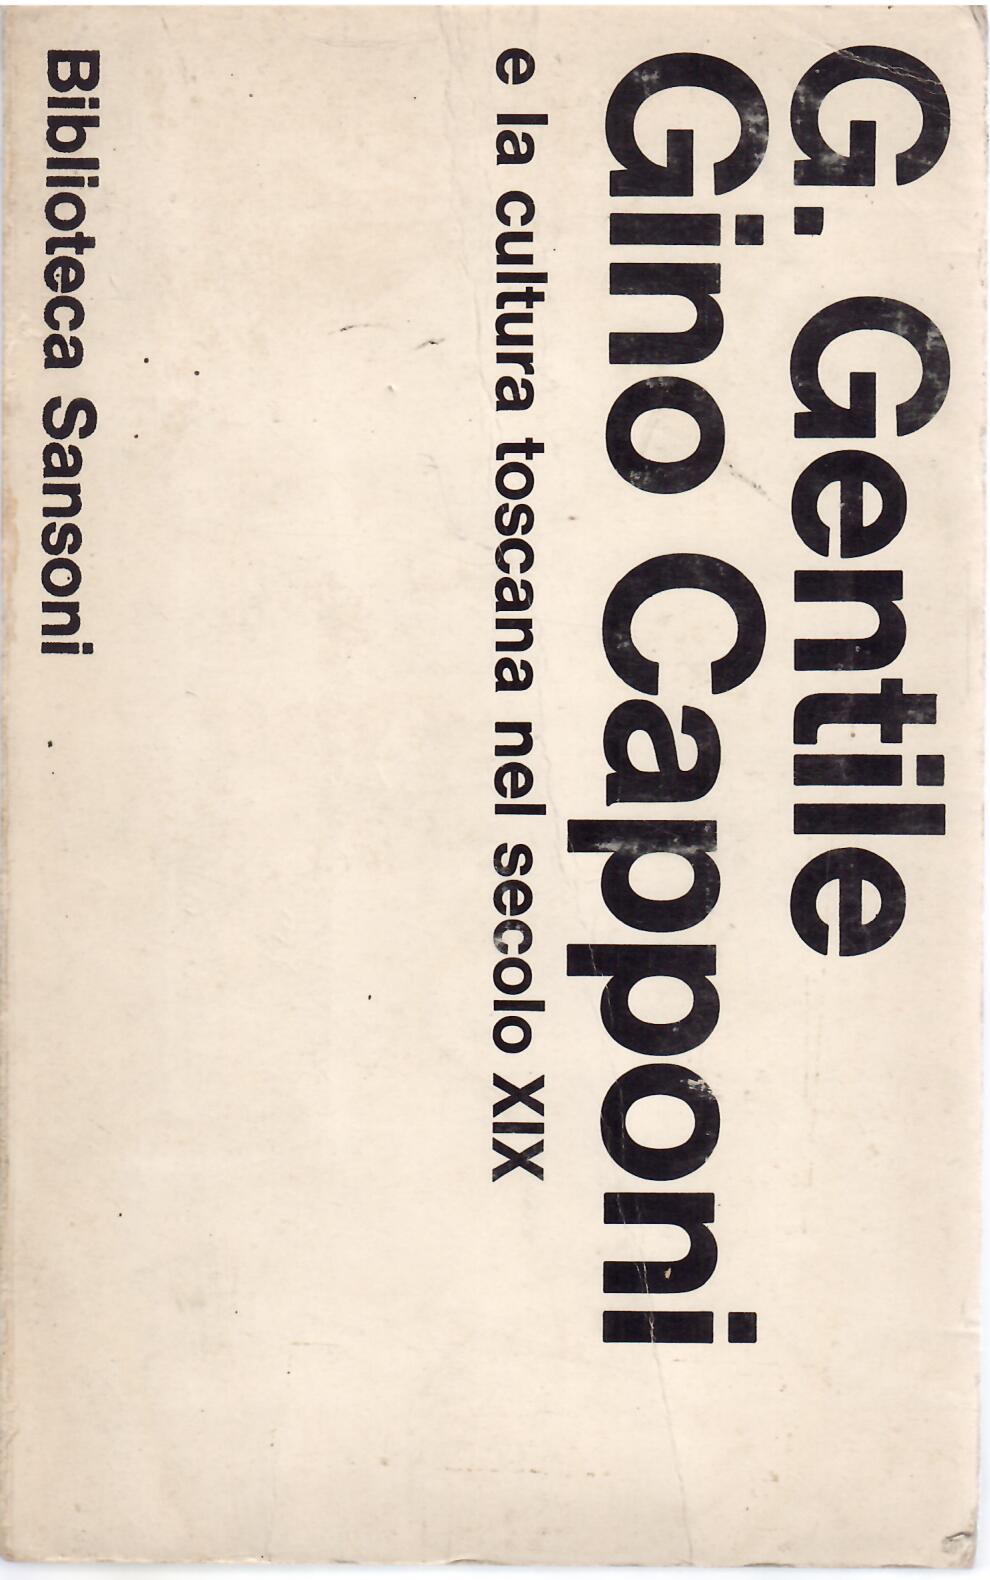 G. Gentile
Gino Capponi
e la cultura toscana nel secolo XIX
Biblioteca Sansoni